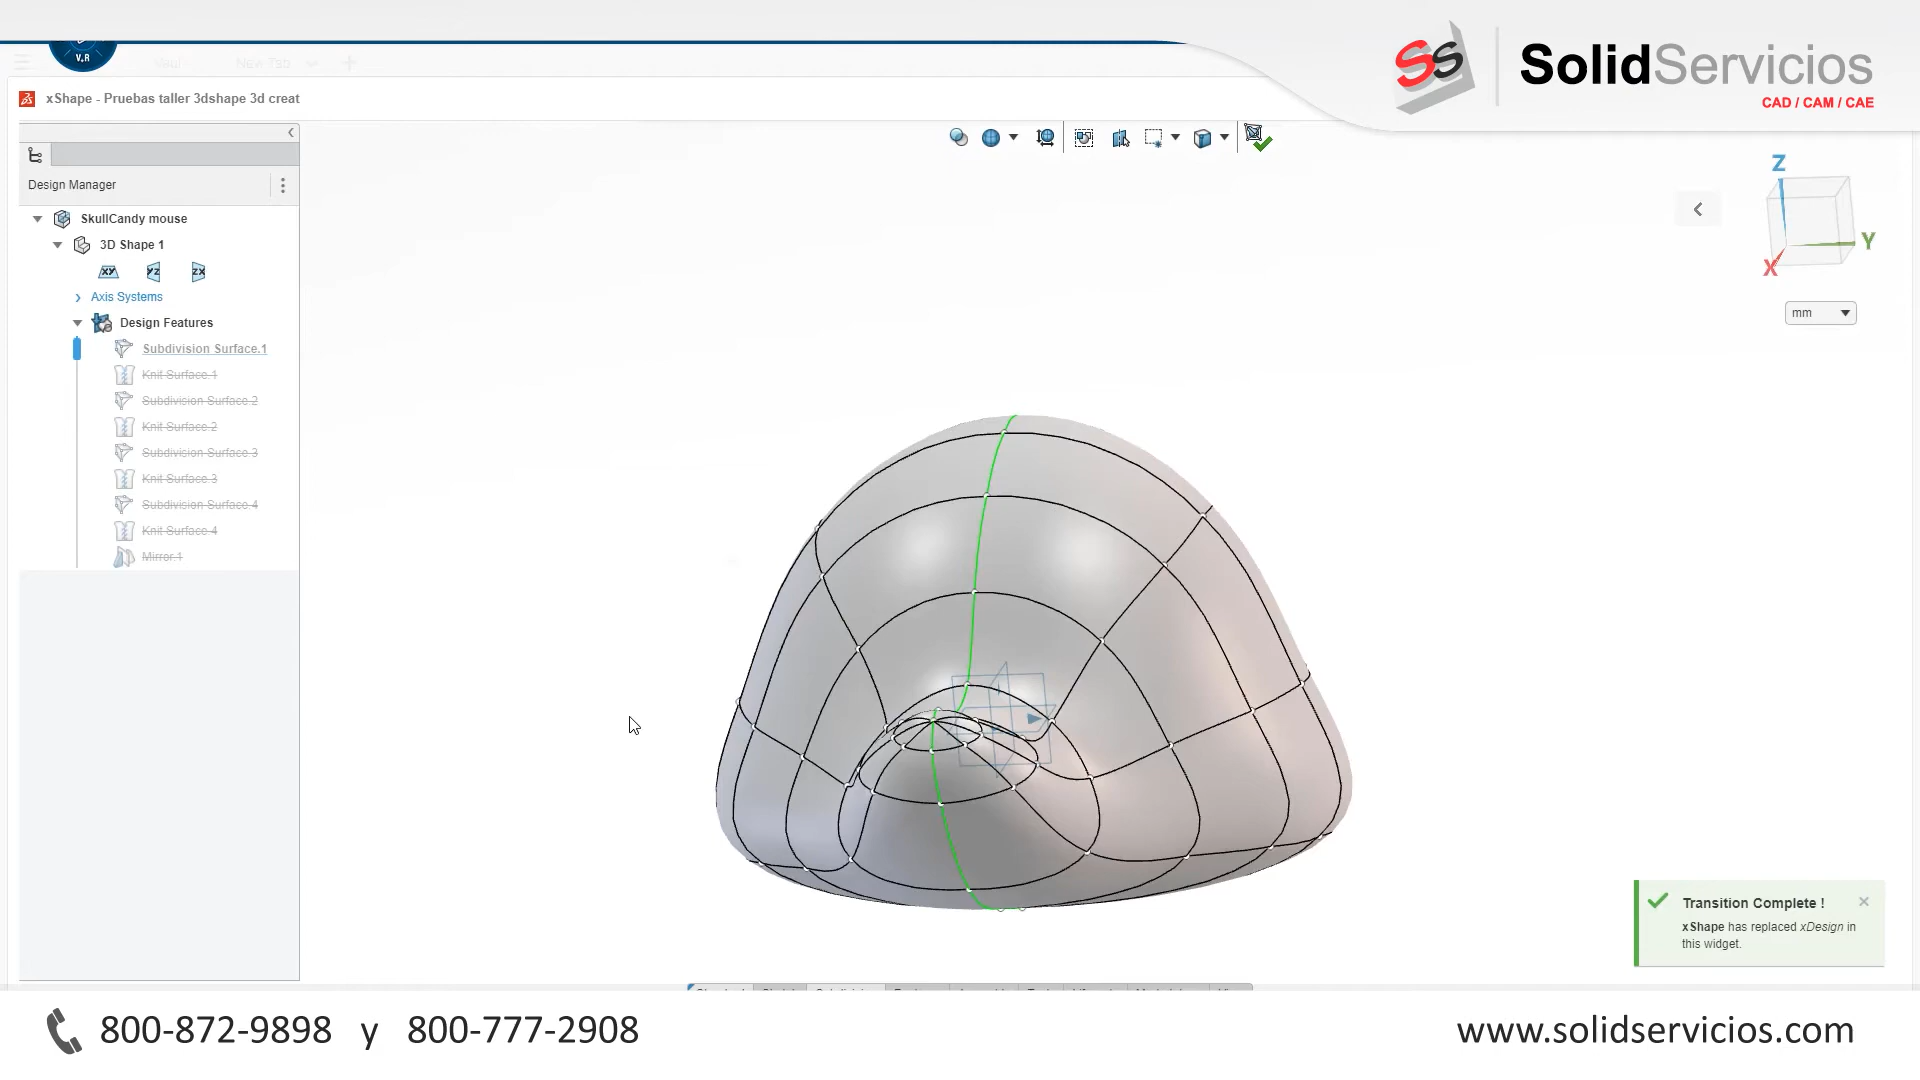 SS
SolidServicios
CAD / CAM / CAE
V.R
New Tab
xShape - Pruebas taller 3dshape 3d creat
Design Manager
SkullCandy mouse
3D Shape 1
XY YZ ZX
Axis Systems
Design Features
Subdivision Surface.1
Knit Surface.1
Subdivision Surface.2
Knit Surface.2
Subdivision Surface.3
Knit Surface.3
Subdivision Surface.4
Knit Surface.4
Mirror.1
Z
Y
X
mm
Transition Complete !
xShape has replaced xDesign in
this widget.
800-872-9898 y 800-777-2908
www.solidservicios.com